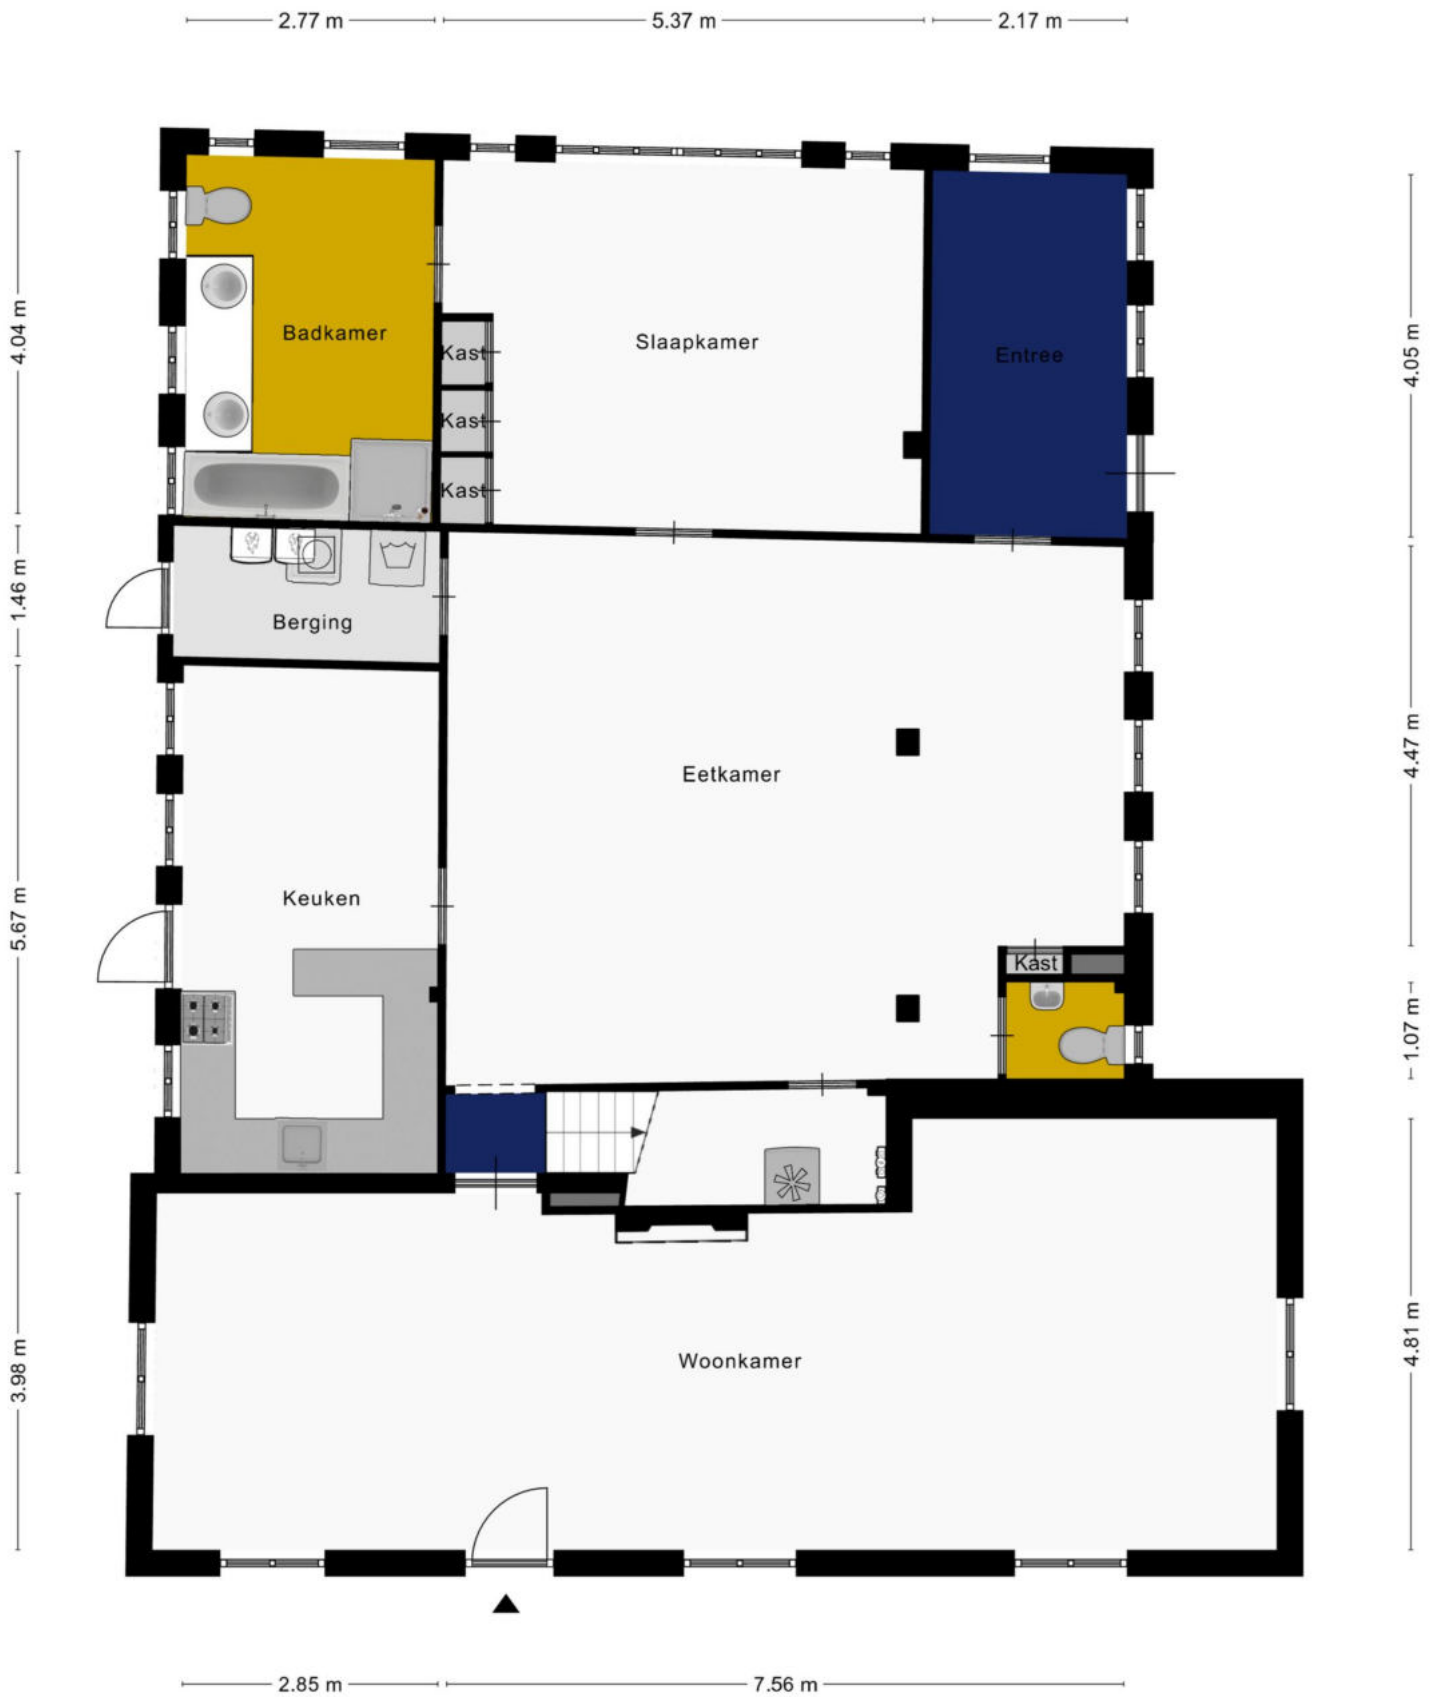 2.77 m
5.37 m
2.17 m
4.04 m
4.05 m
Badkamer
Slaapkamer
Entree
Kast
Kast
Kast
1.46 m
Berging
4.47 m
Eetkamer
5.67 m
Keuken
Kast
1.07 m
3.98 m
4.81 m
Woonkamer
2.85 m
7.56 m